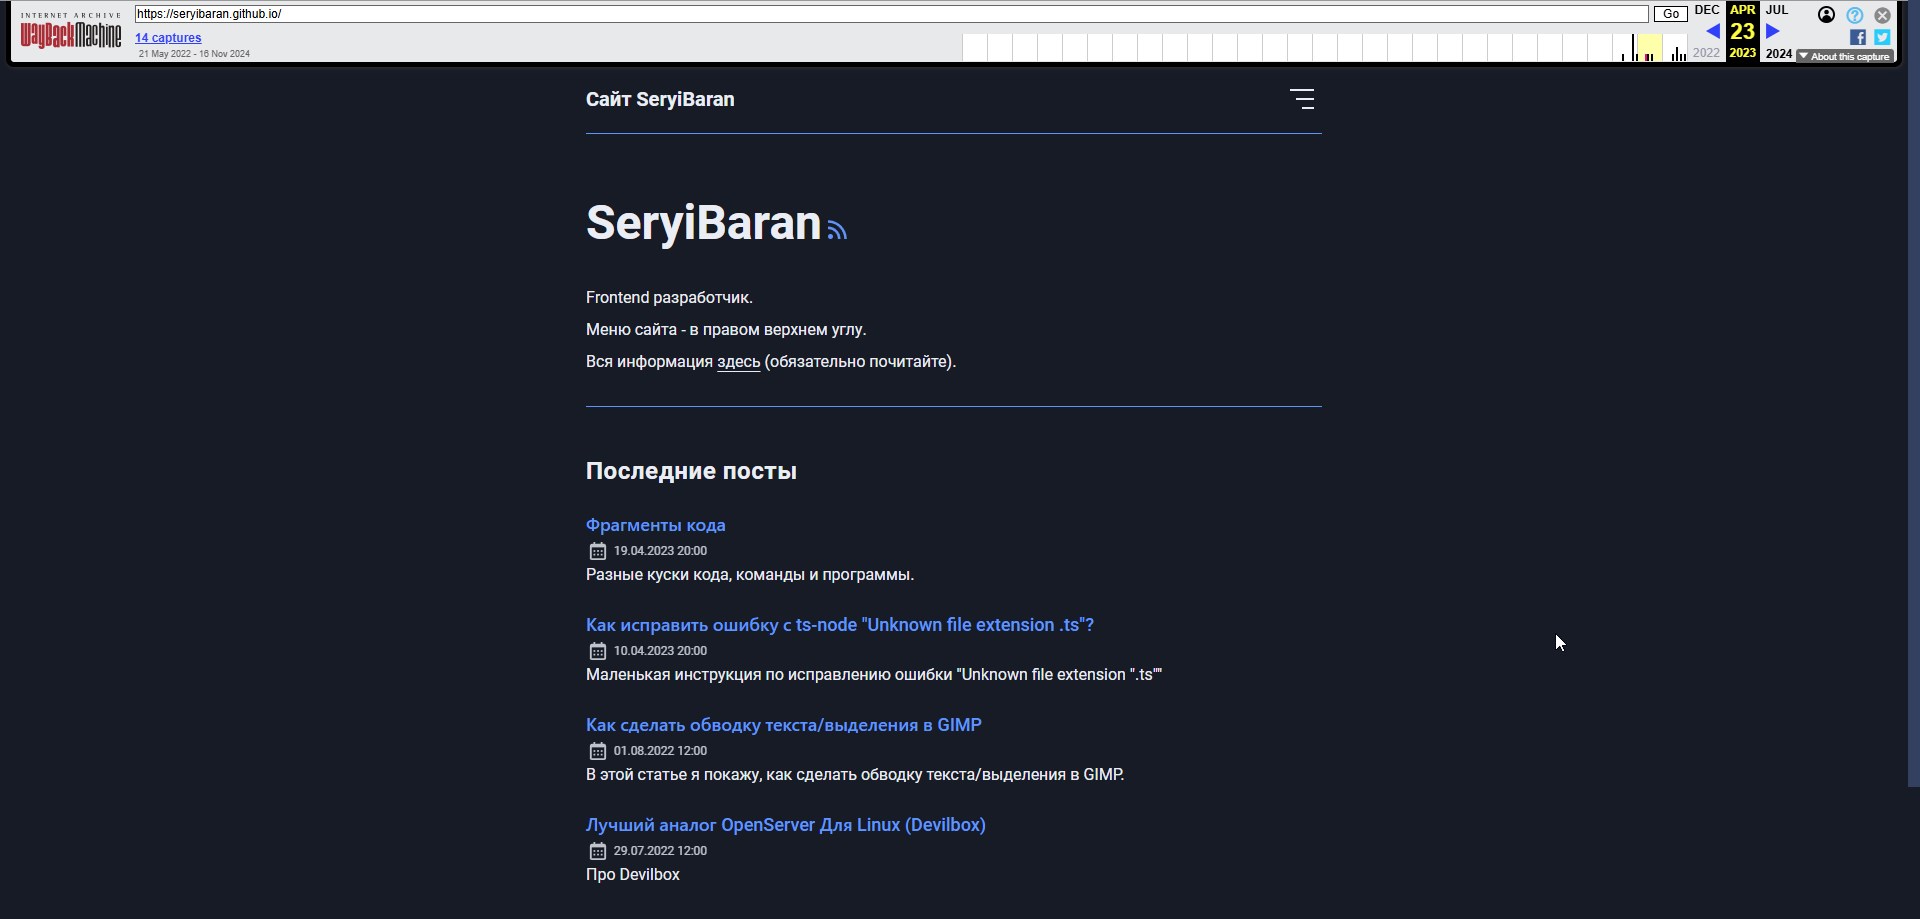 INTERNET ARCHIVE
WayBackMachine
https://seryibaran.github.io/
Go
DEC
APR
JUL
14 captures
23
21 May 2022 - 16 Nov 2024
2022
2023
2024
About this capture
Сайт SeryiBaran
SeryiBaran
Frontend разработчик.
Меню сайта - в правом верхнем углу.
Вся информация здесь (обязательно почитайте).
Последние посты
Фрагменты кода
19.04.2023 20:00
Разные куски кода, команды и программы.
Как исправить ошибку с ts-node "Unknown file extension .ts"?
10.04.2023 20:00
Маленькая инструкция по исправлению ошибки "Unknown file extension ".ts""
Как сделать обводку текста/выделения в GIMP
01.08.2022 12:00
В этой статье я покажу, как сделать обводку текста/выделения в GIMP.
Лучший аналог OpenServer Для Linux (Devilbox)
29.07.2022 12:00
Про Devilbox